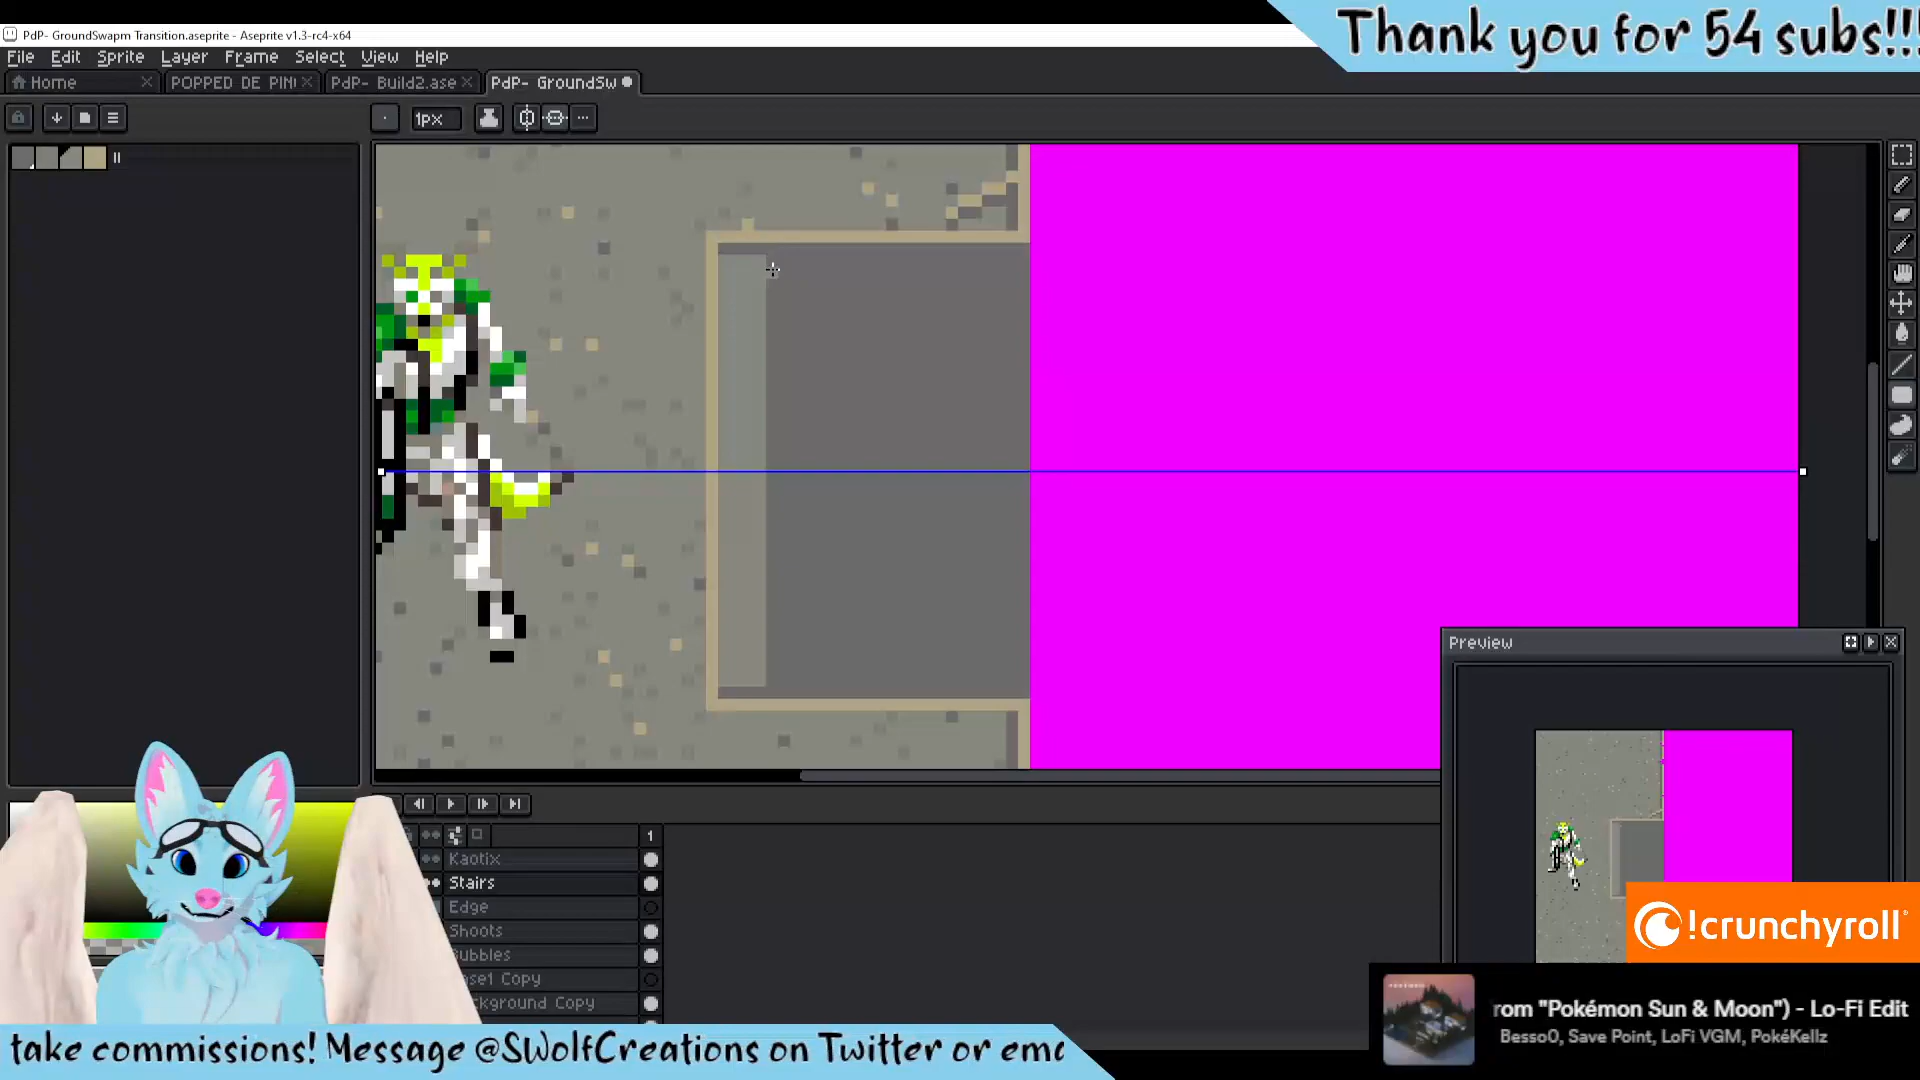 PdP- GroundSwapm Transition.aseprite - Aseprite v1.3-rc4-x64
Thank you for 54 subs!!!
File Edit Sprite Layer Frame Select View Help
Home
POPPED DE PIN
PdP- Build2.ase
PdP- GroundSw
1px
Preview
1
Kaotix
Stairs
Edge
Shoots
Bubbles
ase1 Copy
ckground Copy
!crunchyroll
rom "Pokémon Sun & Moon") - Lo-Fi Edit
Besso0, Save Point, LoFi VGM, PokéKellz
take commissions! Message @SWolfCreations on Twitter or ema